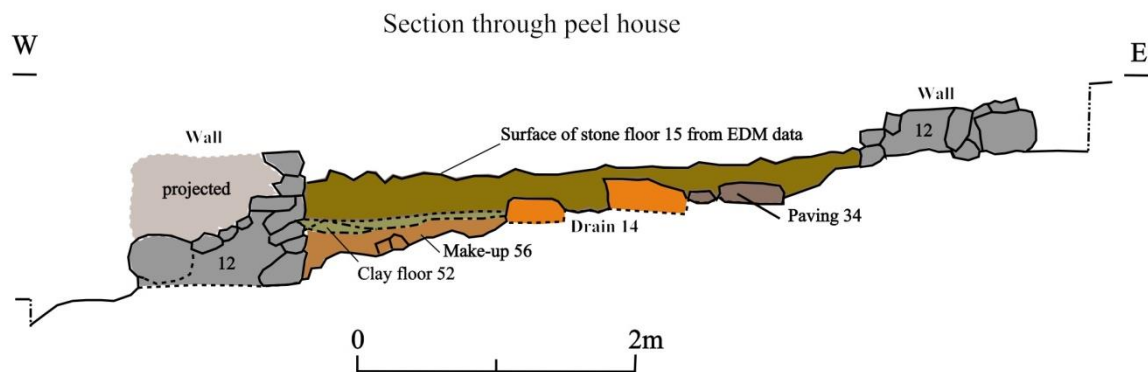 Section through peel house
W
E
Wall
Wall
12
Surface of stone floor 15 from EDM data
projected
Paving 34
Drain 14
Make-up 56
12
Clay floor 52
0
2m